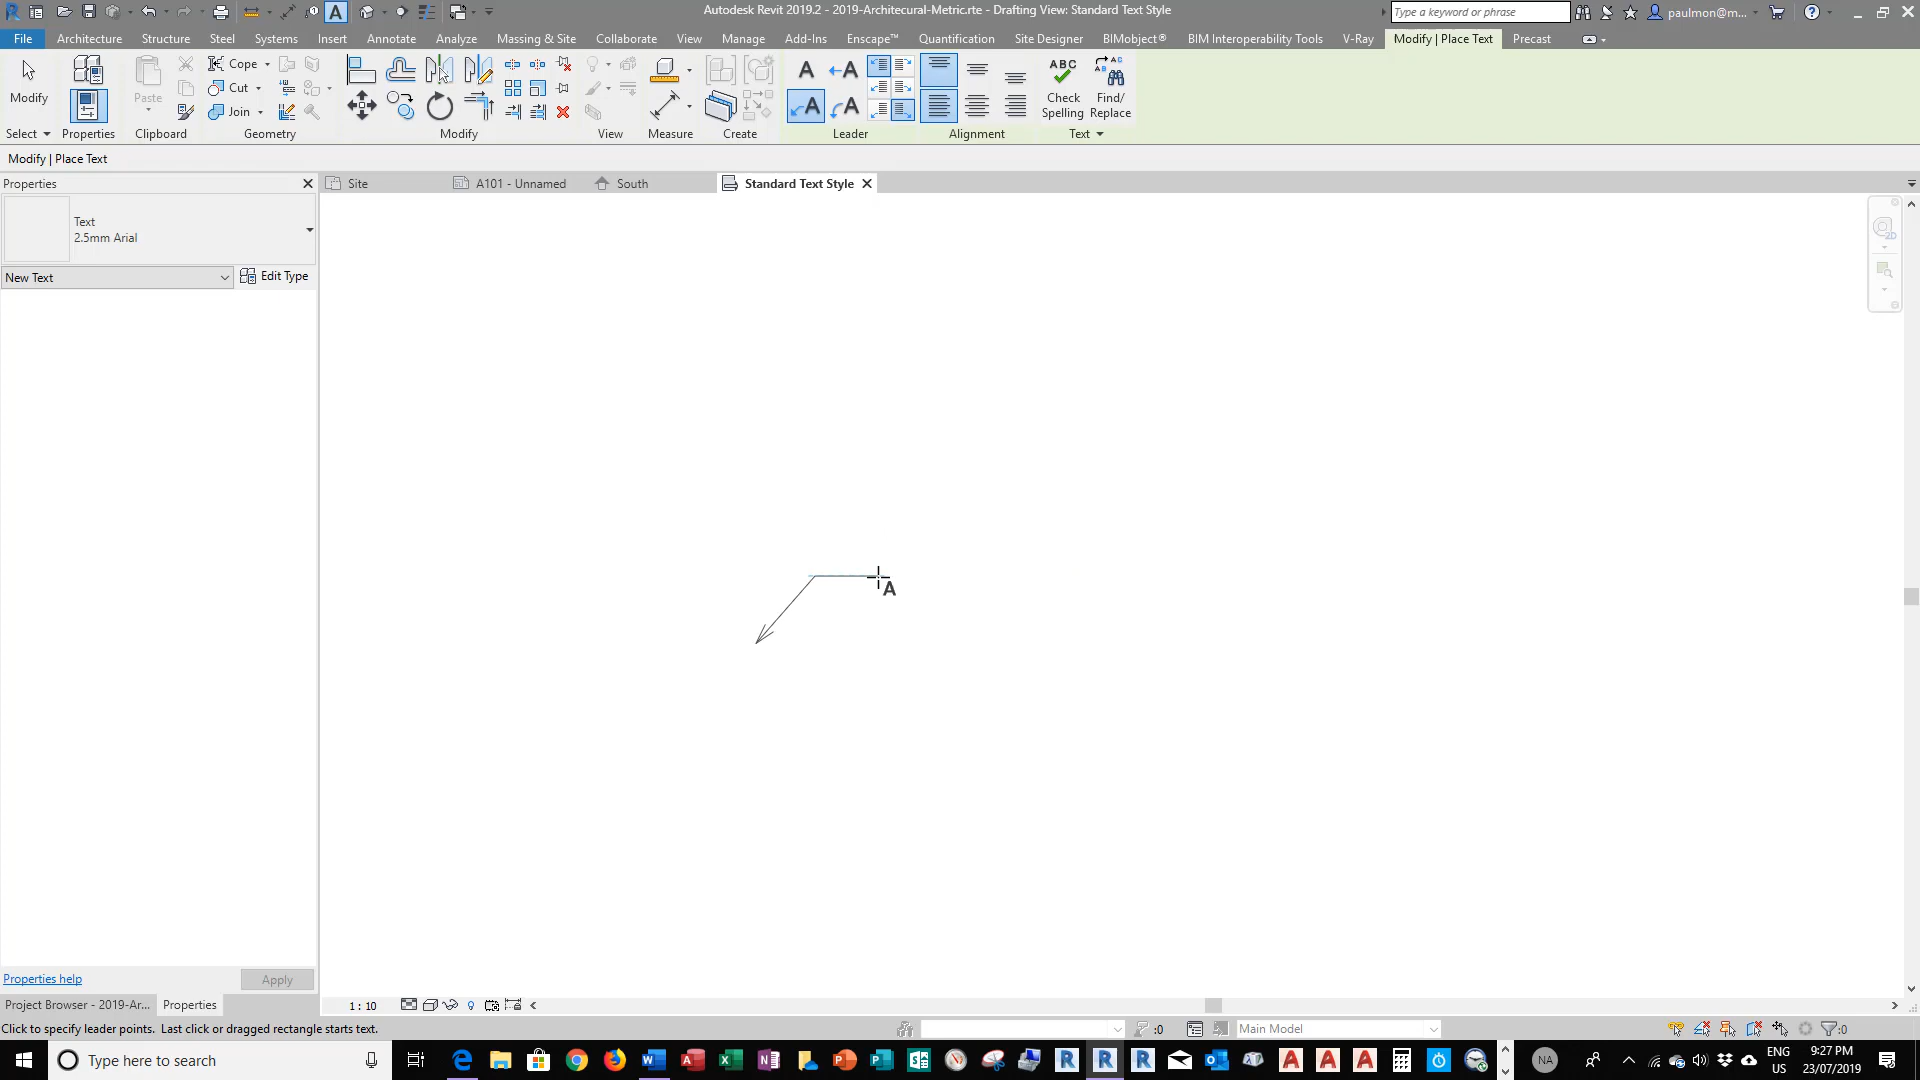 Autodesk Revit 2019.2 - 2019-Architecural-Metric.rte - Drafting View: Standard Text Style
Type a keyword or phrase
paulmon@m...
File Architecture Structure Steel Systems Insert Annotate Analyze Massing & Site Collaborate View Manage Add-Ins Enscape™ Quantification Site Designer BIMobject® BIM Interoperability Tools V-Ray Modify | Place Text Precast
Cope
Cut
Join
Modify
Paste
Check
Spelling
Find/
Replace
Select Properties Clipboard Geometry Modify View Measure Create Leader Alignment Text
Modify | Place Text
Properties
Site A101 - Unnamed South Standard Text Style
Text
2.5mm Arial
New Text
Edit Type
A
Properties help
Apply
Project Browser - 2019-Ar... Properties
1 : 10
Click to specify leader points. Last click or dragged rectangle starts text.
:0
Main Model
:0
Type here to search
NA
ENG
US
9:27 PM
23/07/2019